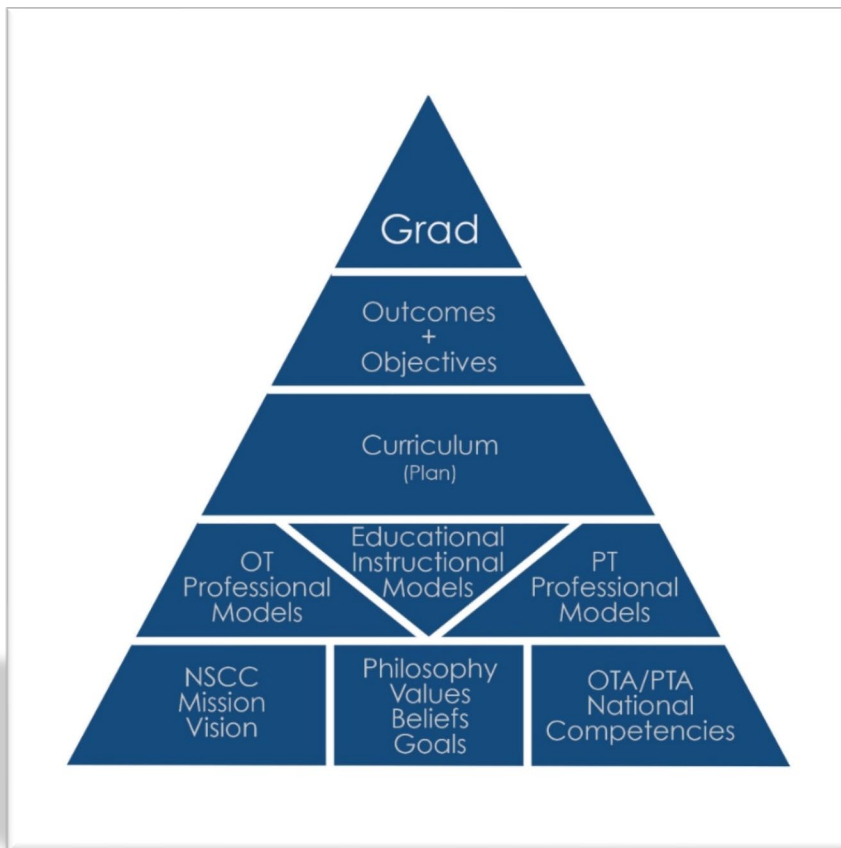 Grad
Outcomes
+
Objectives
Curriculum
(Plan)
OT
Professional
Models
Educational
Instructional
Models
PT
Professional
Models
NSCC
Mission
Vision
Philosophy
Values
Beliefs
Goals
OTA/PTA
National
Competencies